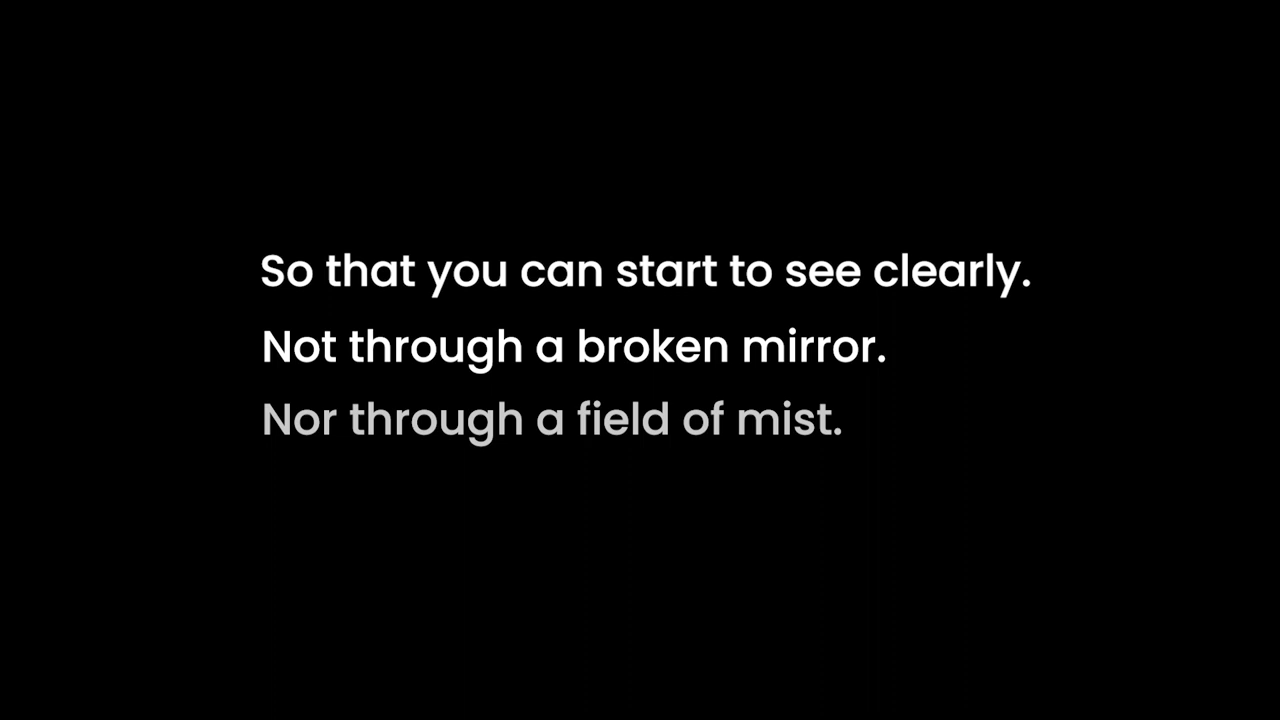 So that you can start to see clearly.
Not through a broken mirror.
Nor through a field of mist.